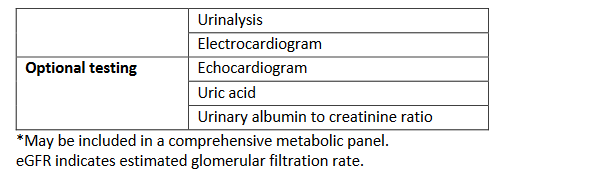 Urinalysis
Electrocardiogram
Optional testing Echocardiogram
Uric acid
Urinary albumin to creatinine ratio
*May be included in a comprehensive metabolic panel.
eGFR indicates estimated glomerular filtration rate.